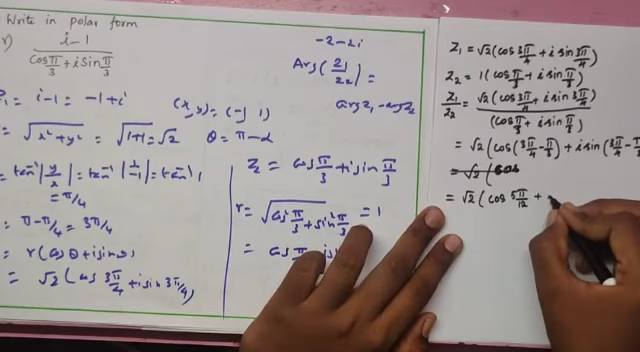 Write in polar form
r) i-1 / cos π/3 + i sin π/3
Z₁ = i-1 = -1+i
(x,y) = (-1, 1)
= √x²+y² = √1+1 = √2 θ = π-α
= tan⁻¹|y/x| = tan⁻¹|1/-1| = tan⁻¹ 1
= π/4
= π-π/4 = 3π/4
= r(cosθ+isinθ)
= √2 (cos 3π/4 + i sin 3π/4)
-2-2i
Arg(Z1/Z2) =
arg Z₁ - arg Z₂
Z₂ = cos π/3 + i sin π/3
r = √cos² π/3 + sin² π/3 = 1
= cos π
Z₁ = √2 (cos 3π/4 + i sin 3π/4)
Z₂ = 1 (cos π/3 + i sin π/3)
Z₁/Z₂ = √2 (cos 3π/4 + i sin 3π/4) / (cos π/3 + i sin π/3)
= √2 (cos (3π/4 - π/3) + i sin (3π/4 - π
= √2 (cos
= √2 (cos 5π/12 +